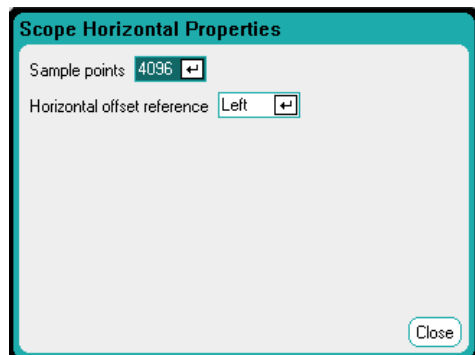 Scope Horizontal Properties
Sample points 4096
Horizontal offset reference Left
Close